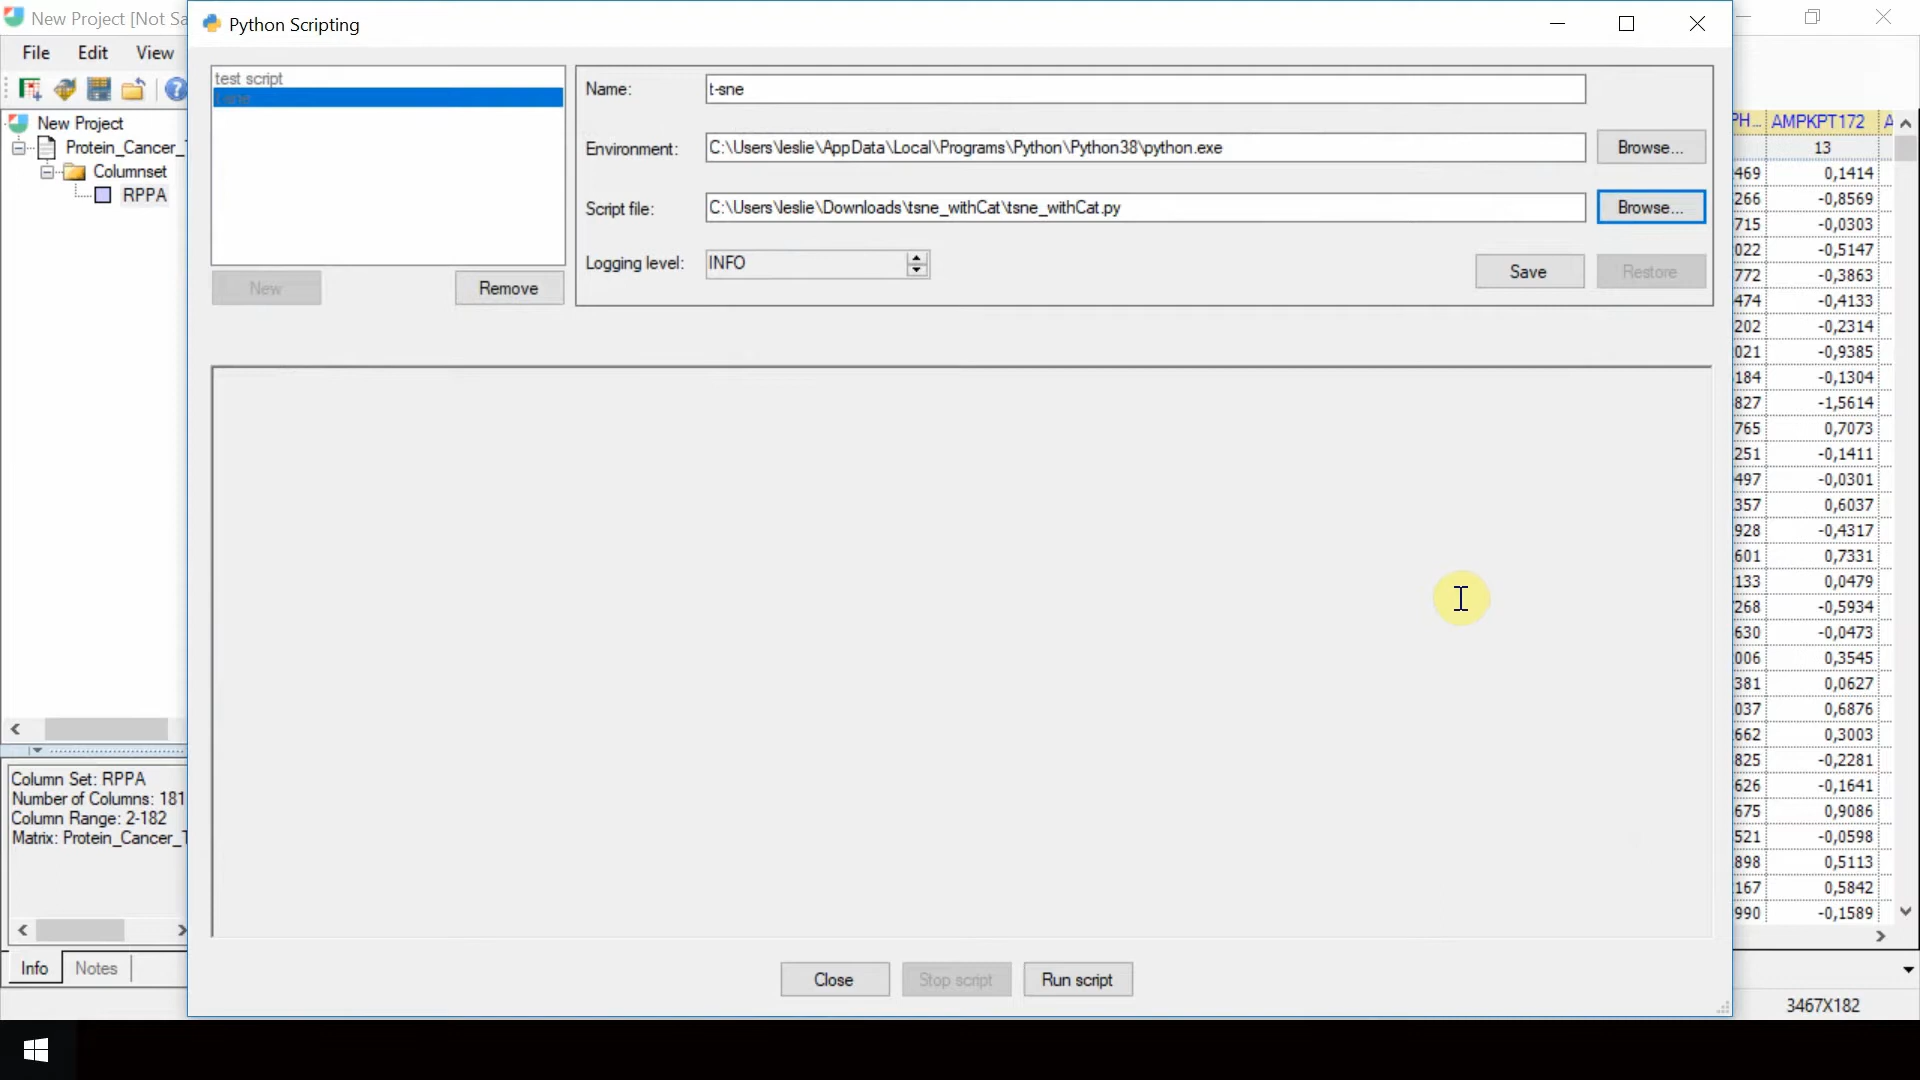 New Project [Not Sa
Python Scripting
File Edit View
test script
t-sne
Name: t-sne
Environment: C:\Users\leslie\AppData\Local\Programs\Python\Python38\python.exe Browse...
Script file: C:\Users\leslie\Downloads\tsne_withCat\tsne_withCat.py Browse...
Logging level: INFO
Save Restore
New Remove
New Project
Protein_Cancer_
Columnset
RPPA
PH... AMPKPT172 A
13
469 0,1414
266 -0,8569
715 -0,0303
022 -0,5147
772 -0,3863
474 -0,4133
202 -0,2314
021 -0,9385
184 -0,1304
827 -1,5614
765 0,7073
251 -0,1411
497 -0,0301
357 0,6037
928 -0,4317
601 0,7331
133 0,0479
268 -0,5934
630 -0,0473
006 0,3545
381 0,0627
037 0,6876
662 0,3003
825 -0,2281
626 -0,1641
675 0,9086
521 -0,0598
898 0,5113
167 0,5842
990 -0,1589
Column Set: RPPA
Number of Columns: 181
Column Range: 2-182
Matrix: Protein_Cancer_T
Info Notes
Close Stop script Run script
3467X182